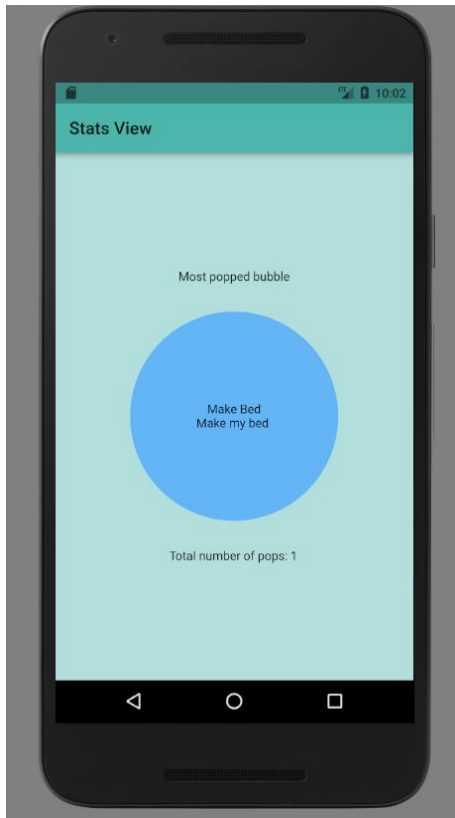 10:02
Stats View
Most popped bubble
Make Bed
Make my bed
Total number of pops: 1